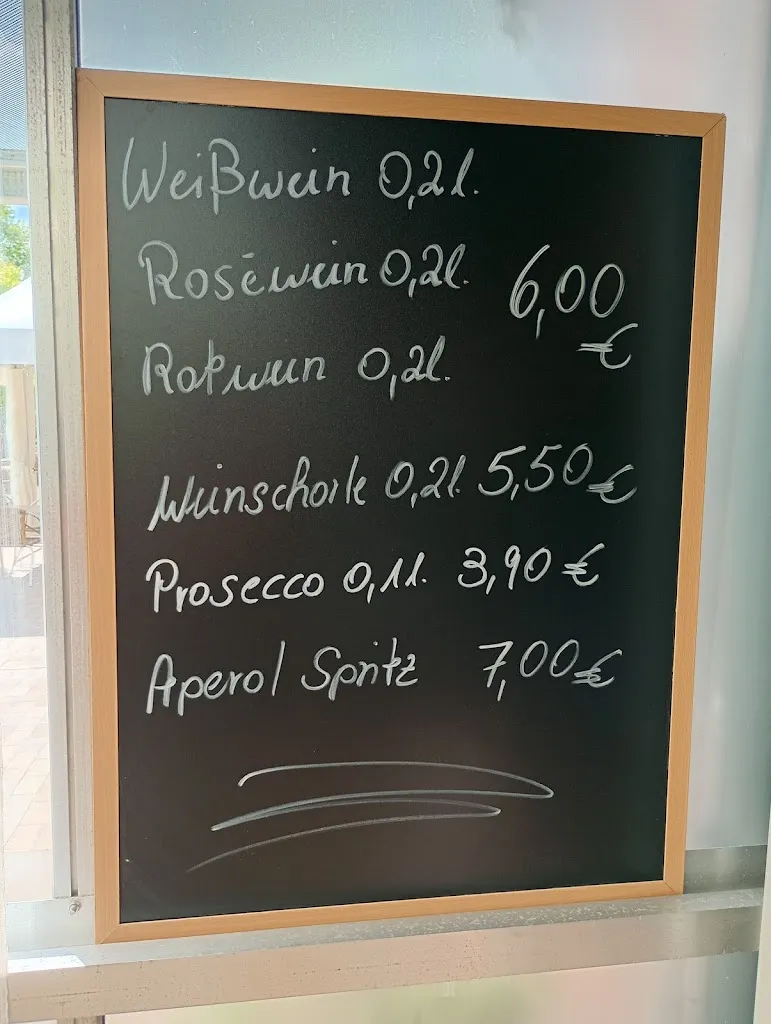 Weißwein 0,2l.
Roséwein 0,2l. 6,00
€
Rotwein 0,2l.
Weinschorle 0,2l. 5,50 €
Prosecco 0,1l. 3,90 €
Aperol Spritz 7,00 €